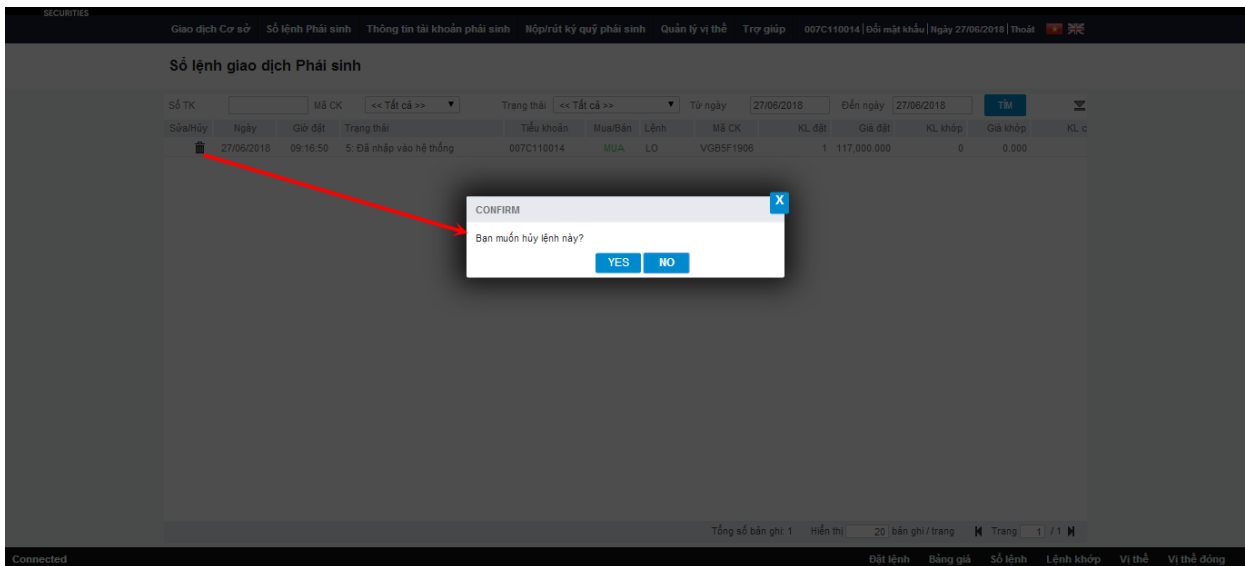 SECURITIES
Giao dịch Cơ sở Sổ lệnh Phái sinh Thông tin tài khoản phái sinh Nộp/rút ký quỹ phái sinh Quản lý vị thế Trợ giúp 007C110014 | Đổi mật khẩu | Ngày 27/06/2018 | Thoát
Sổ lệnh giao dịch Phái sinh
Số TK Mã CK << Tất cả >> Trạng thái << Tất cả >> Từ ngày 27/06/2018 Đến ngày 27/06/2018 TÌM
Sửa/Hủy Ngày Giờ đặt Trạng thái Tiểu khoản Mua/Bán Lệnh Mã CK KL đặt Giá đặt KL khớp Giá khớp KL c
27/06/2018 09:16:50 5: Đã nhập vào hệ thống 007C110014 MUA LO VGB5F1906 1 117,000.000 0 0.000
CONFIRM X
Bạn muốn hủy lệnh này?
YES NO
Tổng số bản ghi: 1 Hiển thị 20 bản ghi / trang Trang 1 / 1
Connected Đặt lệnh Bảng giá Sổ lệnh Lệnh khớp Vị thế Vị thế đóng